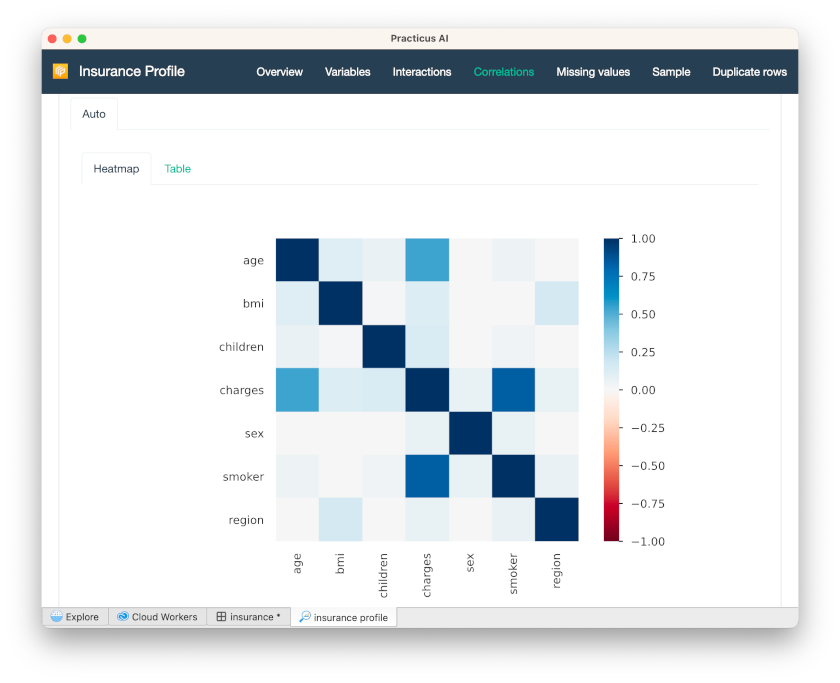 Practicus AI
Insurance Profile Overview Variables Interactions Correlations Missing values Sample Duplicate rows
Auto
Heatmap Table
age
bmi
children
charges
sex
smoker
region
1.00
0.75
0.50
0.25
0.00
−0.25
−0.50
−0.75
−1.00
age bmi children charges sex smoker region
Explore Cloud Workers insurance * insurance profile